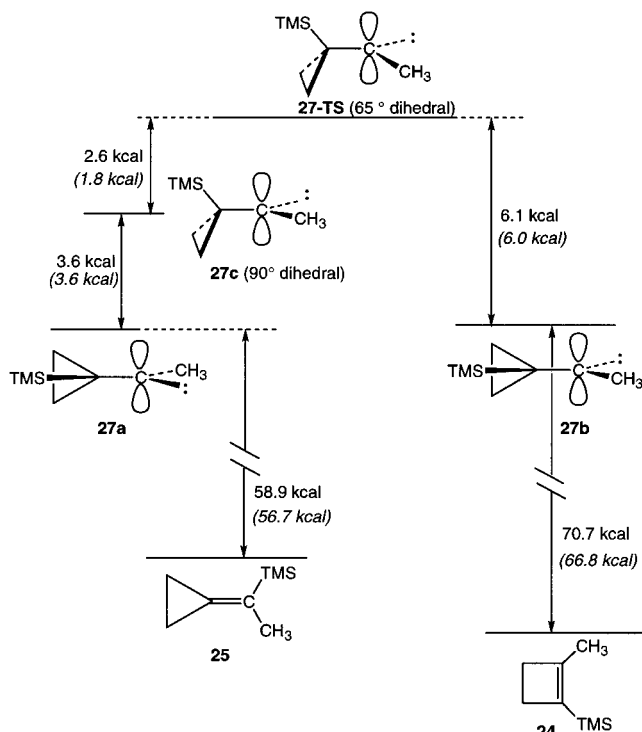 TMS
C
CH3
27-TS (65 ° dihedral)
2.6 kcal
(1.8 kcal)
TMS
C
CH3
27c (90° dihedral)
6.1 kcal
(6.0 kcal)
3.6 kcal
(3.6 kcal)
TMS
C
CH3
27a
TMS
C
CH3
27b
58.9 kcal
(56.7 kcal)
70.7 kcal
(66.8 kcal)
TMS
C
CH3
25
CH3
TMS
24